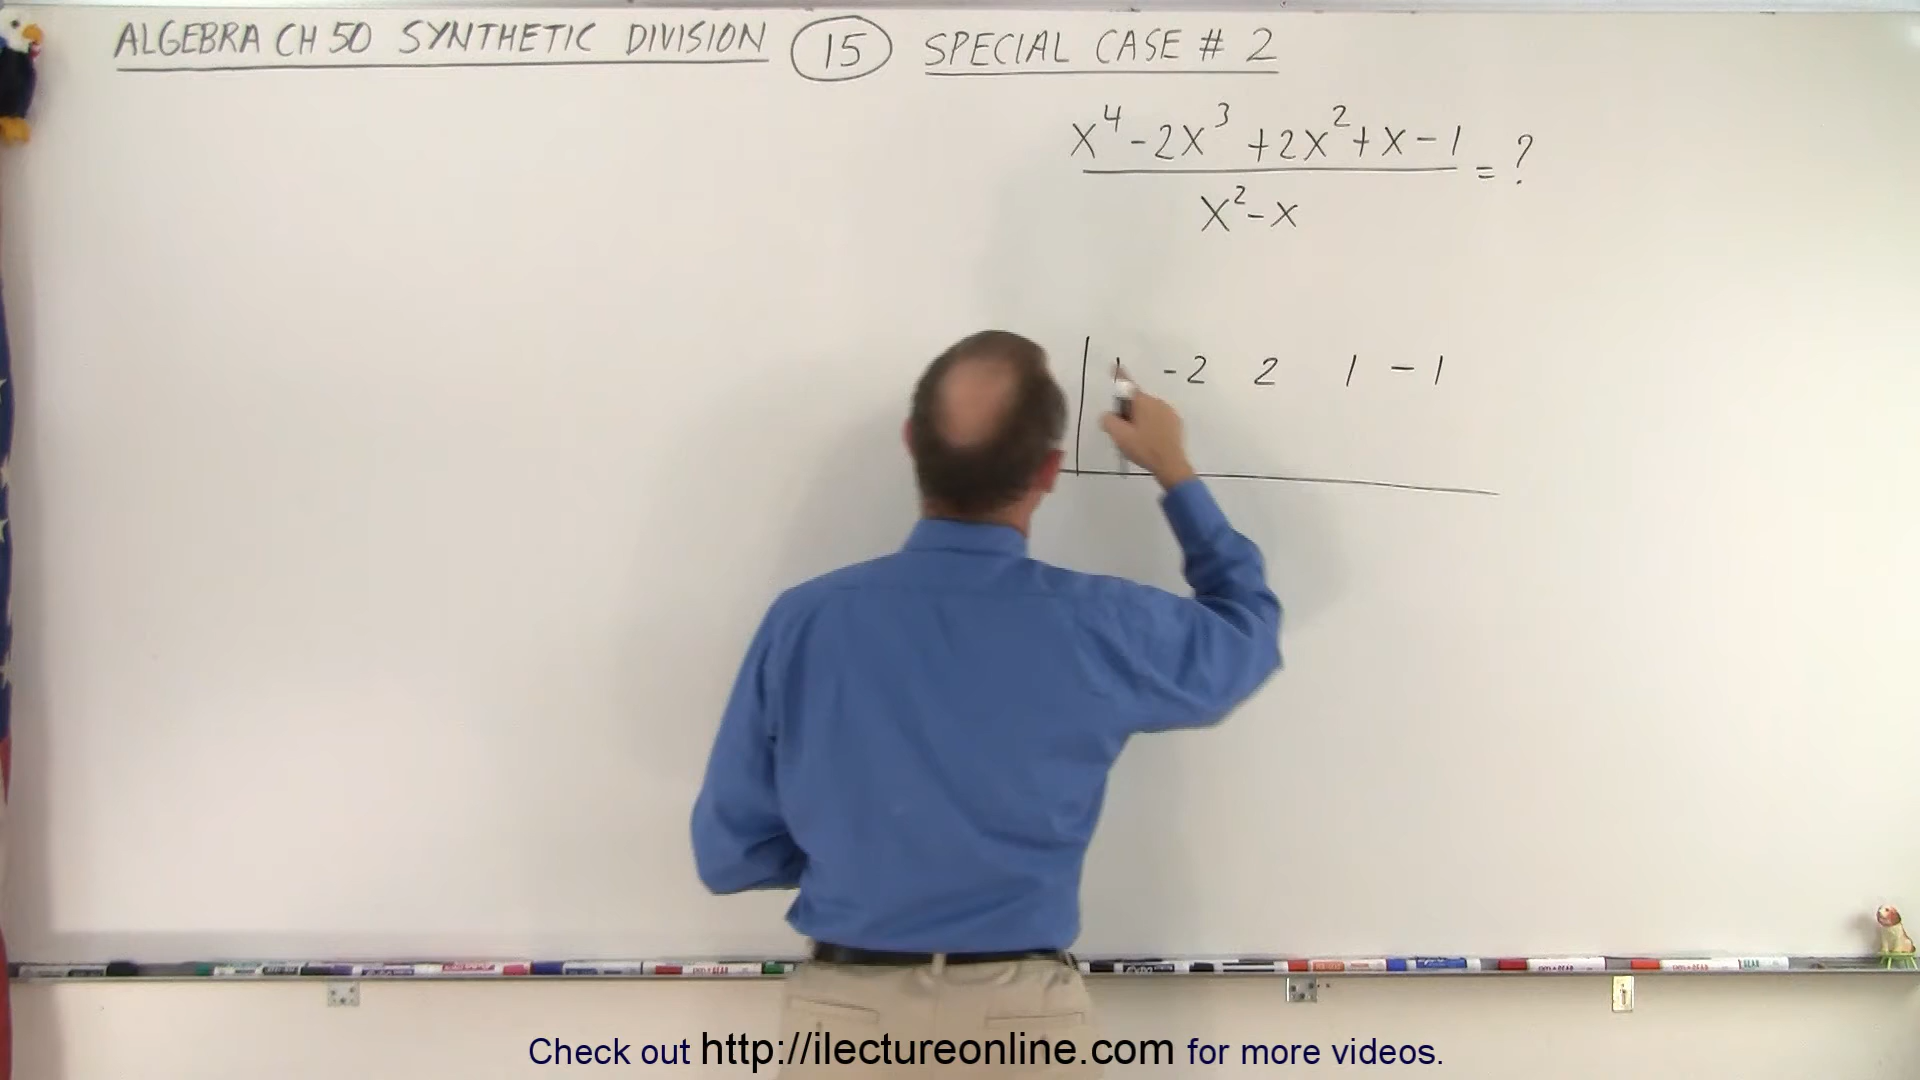 ALGEBRA CH 50 SYNTHETIC DIVISION 15 SPECIAL CASE # 2
x⁴ - 2x³ + 2x² + x - 1
= ?
x² - x
1 -2 2 1 -1
Check out http://ilectureonline.com for more videos.